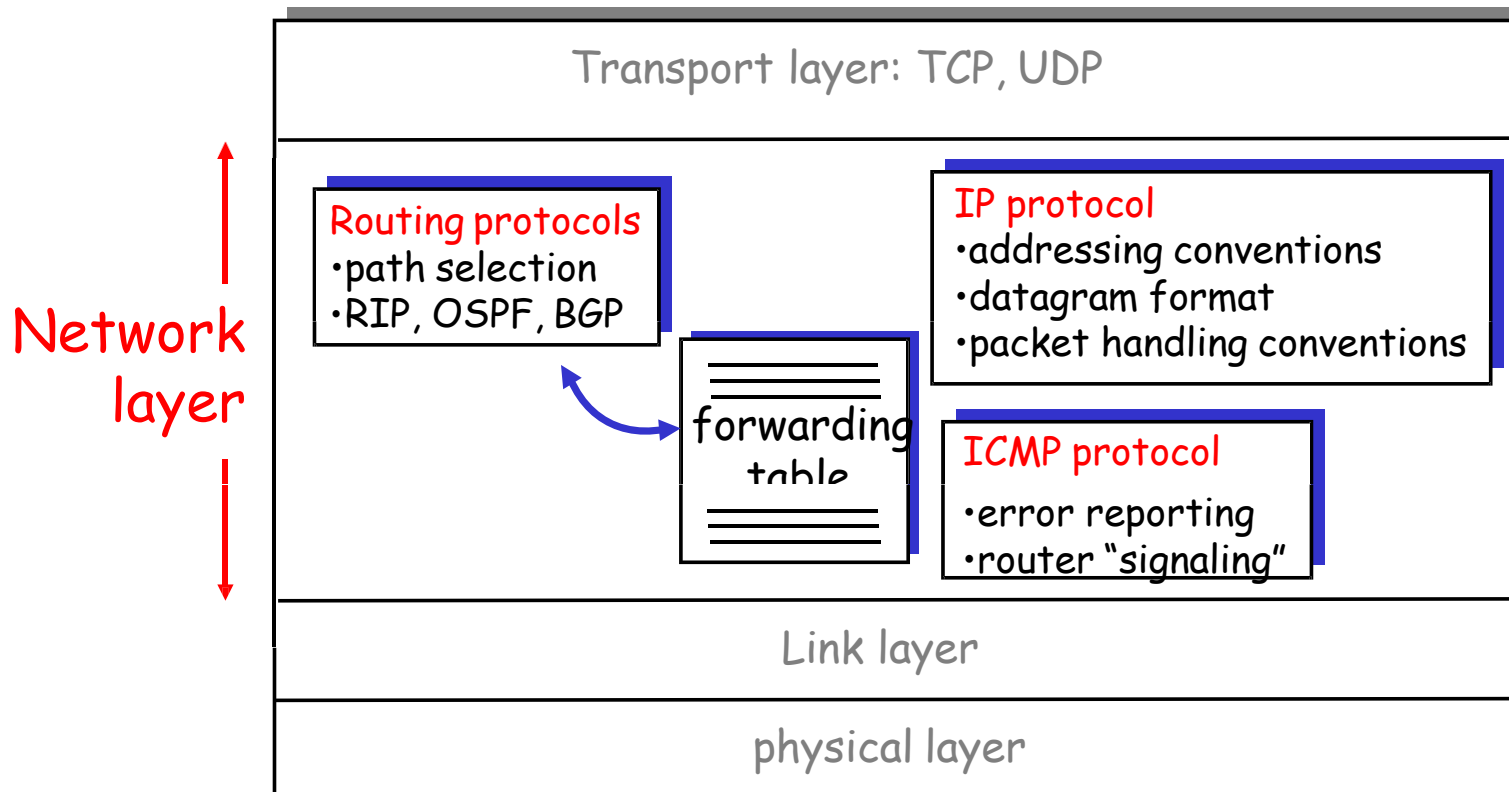 Transport layer: TCP, UDP
Network
layer
Routing protocols
•path selection
•RIP, OSPF, BGP
forwarding
table
IP protocol
•addressing conventions
•datagram format
•packet handling conventions
ICMP protocol
•error reporting
•router “signaling”
Link layer
physical layer